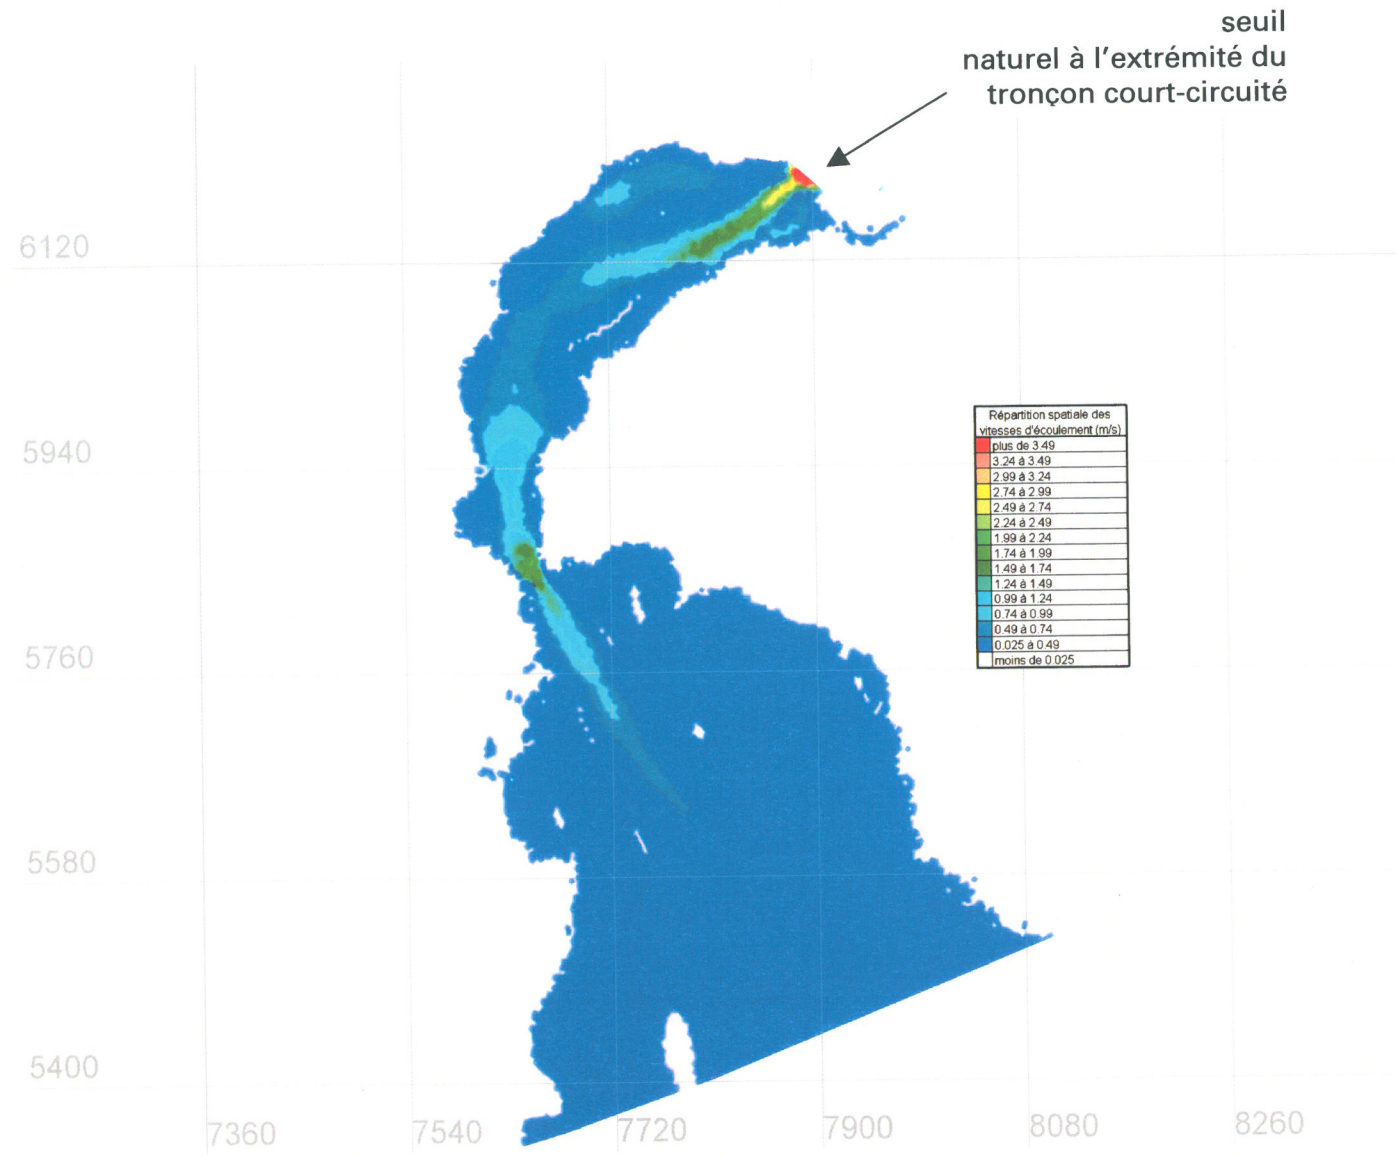 seuil
naturel à l'extrémité du
tronçon court-circuité
6120
5940
5760
5580
5400
7360
7540
7720
7900
8080
8260
Répartition spatiale des
vitesses d'écoulement (m/s)
plus de 3.49
3.24 à 3.49
2.99 à 3.24
2.74 à 2.99
2.49 à 2.74
2.24 à 2.49
1.99 à 2.24
1.74 à 1.99
1.49 à 1.74
1.24 à 1.49
0.99 à 1.24
0.74 à 0.99
0.49 à 0.74
0.025 à 0.49
moins de 0.025